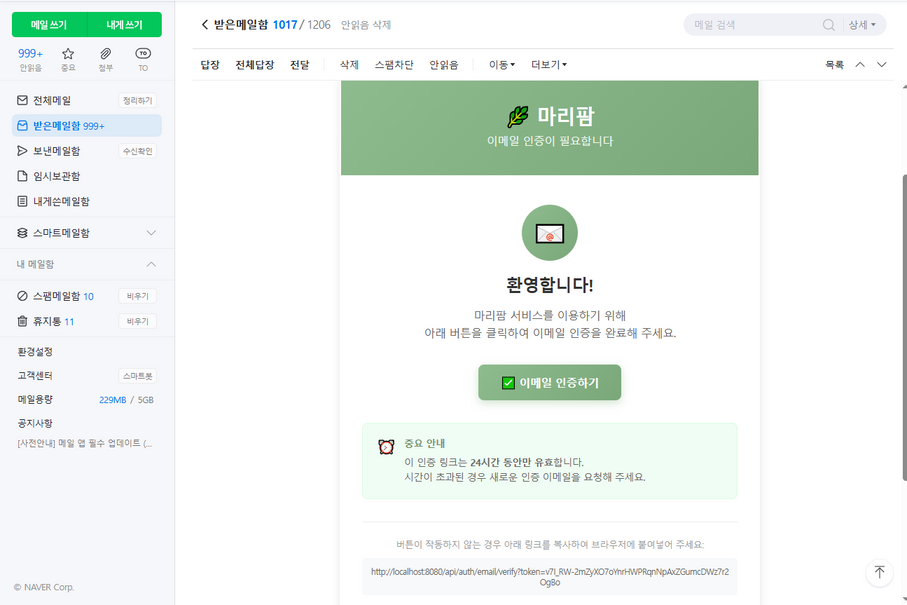 메일쓰기 내게쓰기
999+
안읽음 중요 첨부 TO
전체메일 정리하기
받은메일함 999+
보낸메일함 수신확인
임시보관함
내게쓴메일함
스마트메일함
내 메일함
스팸메일함 10 비우기
휴지통 11 비우기
환경설정
고객센터 스마트봇
메일용량 229MB / 5GB
공지사항
[사전안내] 메일 앱 필수 업데이트 (...
© NAVER Corp.
받은메일함 1017 / 1206 안읽음 삭제
메일 검색 상세
답장 전체답장 전달 삭제 스팸차단 안읽음 이동 더보기 목록
마리팜
이메일 인증이 필요합니다
환영합니다!
마리팜 서비스를 이용하기 위해
아래 버튼을 클릭하여 이메일 인증을 완료해 주세요.
이메일 인증하기
중요 안내
이 인증 링크는 24시간 동안만 유효합니다.
시간이 초과된 경우 새로운 인증 이메일을 요청해 주세요.
버튼이 작동하지 않는 경우 아래 링크를 복사하여 브라우저에 붙여넣어 주세요:
http://localhost:8080/api/auth/email/verify?token=v7I_RW-2mZyXO7oYnrHWPRqnNpAxZGumcDWz7r2
OgBo